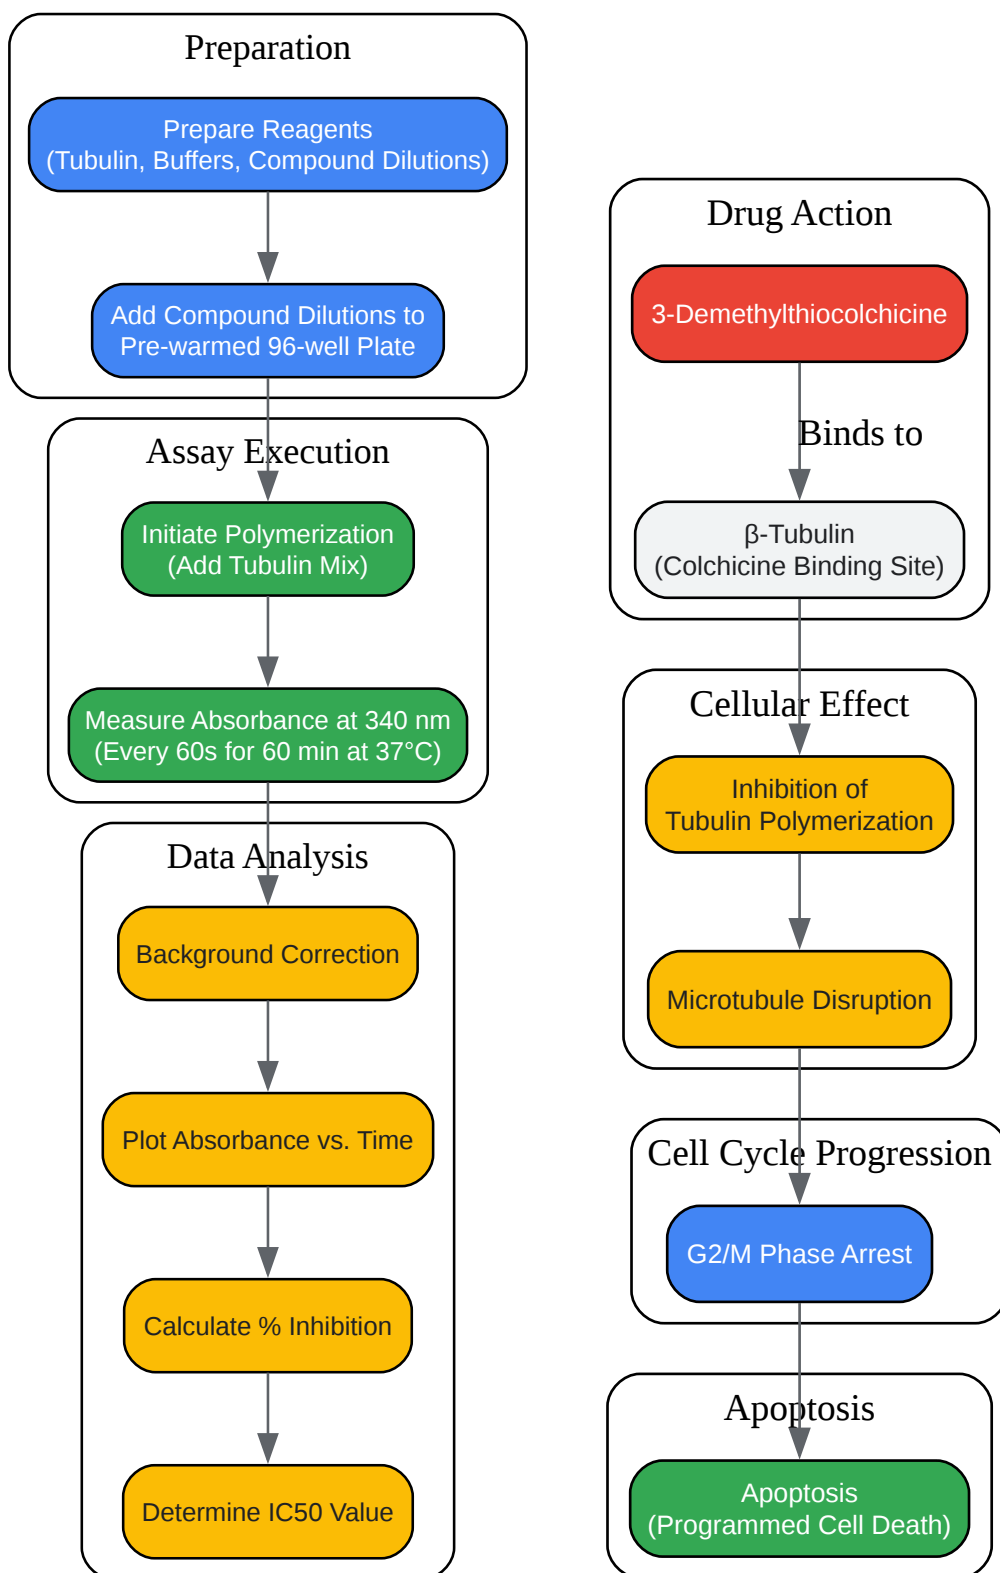 Preparation
Prepare Reagents
(Tubulin, Buffers, Compound Dilutions)
Add Compound Dilutions to
Pre-warmed 96-well Plate
Assay Execution
Initiate Polymerization
(Add Tubulin Mix)
Measure Absorbance at 340 nm
(Every 60s for 60 min at 37°C)
Data Analysis
Background Correction
Plot Absorbance vs. Time
Calculate % Inhibition
Determine IC50 Value
Drug Action
3-Demethylthiocolchicine
Binds to
β-Tubulin
(Colchicine Binding Site)
Cellular Effect
Inhibition of
Tubulin Polymerization
Microtubule Disruption
Cell Cycle Progression
G2/M Phase Arrest
Apoptosis
Apoptosis
(Programmed Cell Death)